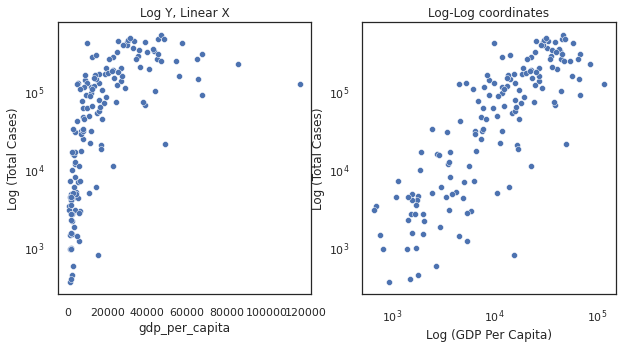 Log Y, Linear X
Log (Total Cases)
10^5
10^4
10^3
0 20000 40000 60000 80000 100000 120000
gdp_per_capita
Log-Log coordinates
Log (Total Cases)
10^5
10^4
10^3
10^3 10^4 10^5
Log (GDP Per Capita)